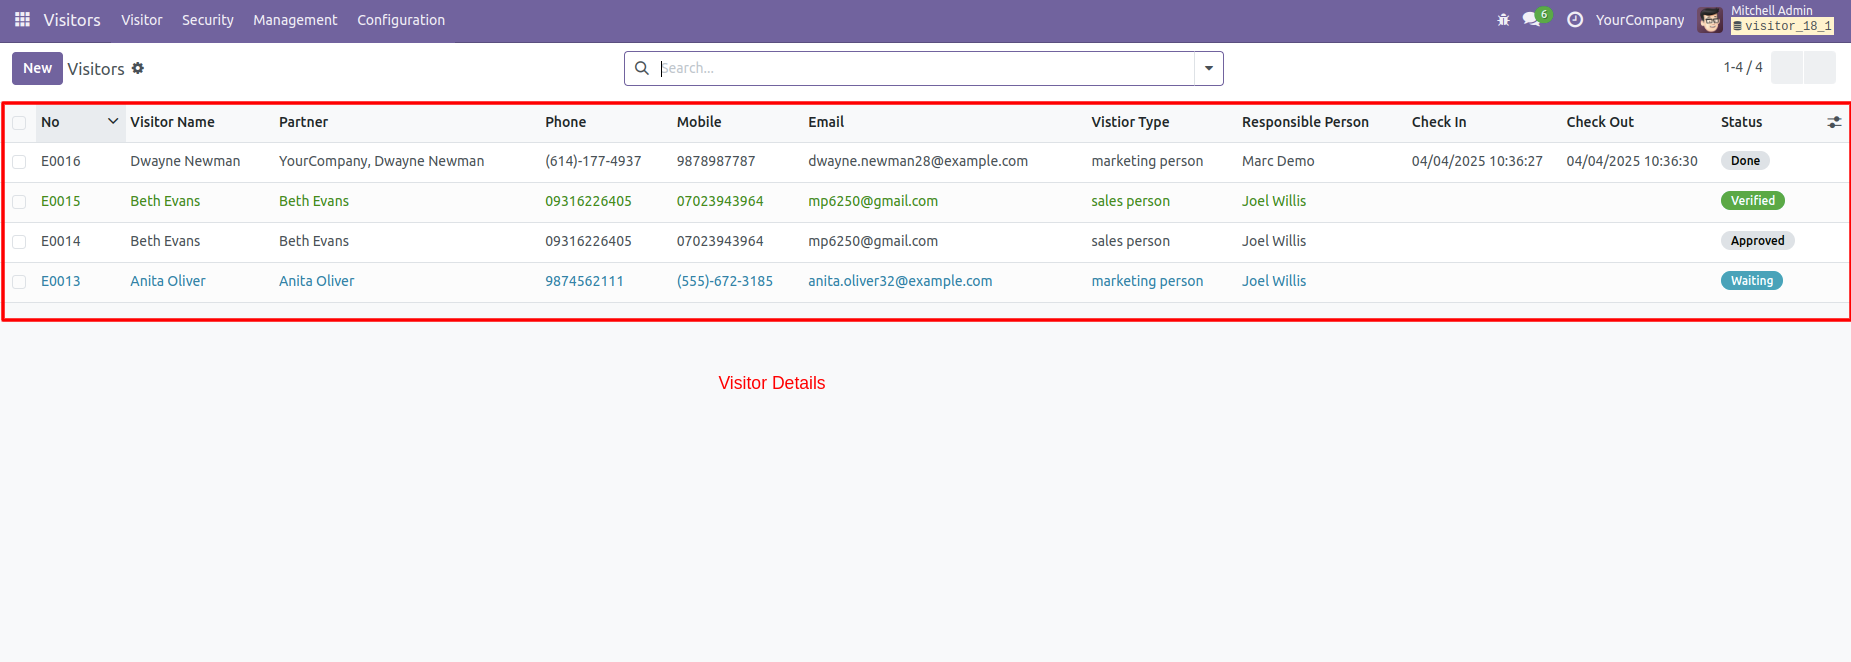 Visitors Visitor Security Management Configuration 6 YourCompany Mitchell Admin
visitor_18_1
New Visitors Search... 1-4 / 4
No Visitor Name Partner Phone Mobile Email Vistior Type Responsible Person Check In Check Out Status
E0016 Dwayne Newman YourCompany, Dwayne Newman (614)-177-4937 9878987787 dwayne.newman28@example.com marketing person Marc Demo 04/04/2025 10:36:27 04/04/2025 10:36:30 Done
E0015 Beth Evans Beth Evans 09316226405 07023943964 mp6250@gmail.com sales person Joel Willis Verified
E0014 Beth Evans Beth Evans 09316226405 07023943964 mp6250@gmail.com sales person Joel Willis Approved
E0013 Anita Oliver Anita Oliver 9874562111 (555)-672-3185 anita.oliver32@example.com marketing person Joel Willis Waiting
Visitor Details